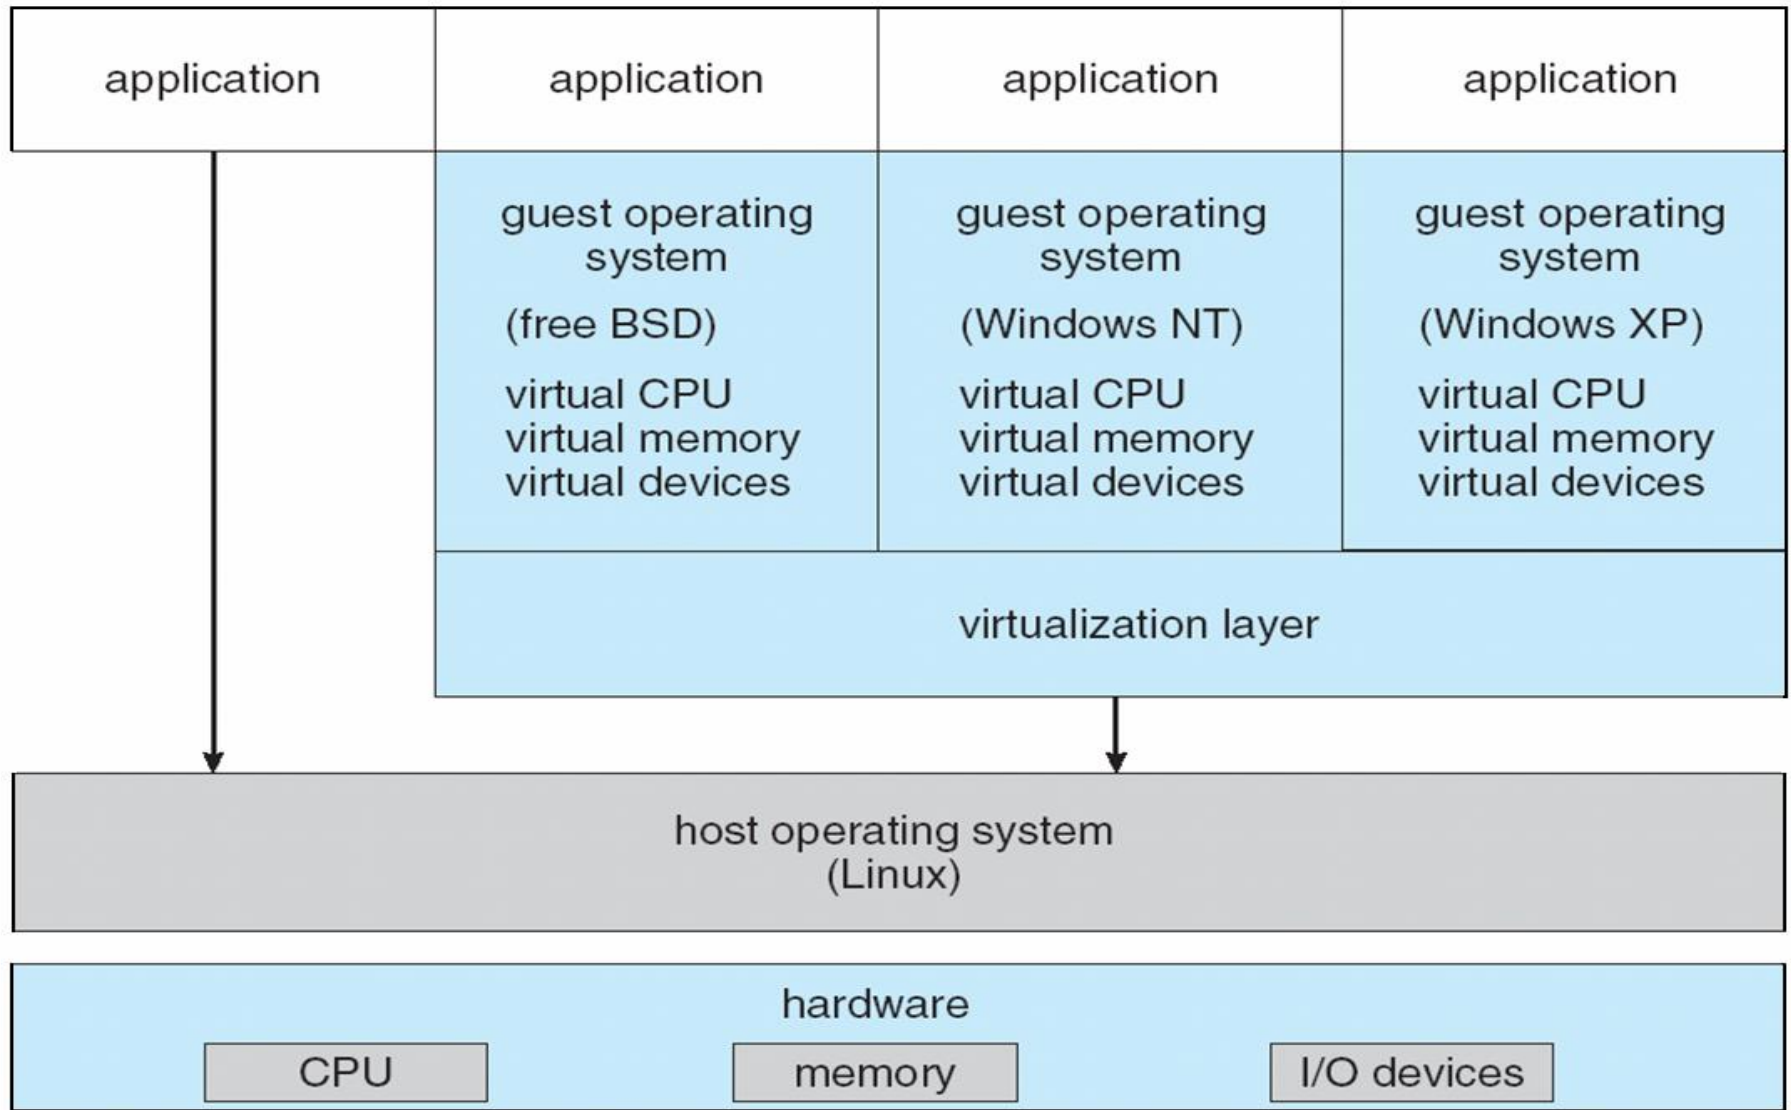 application
application
application
application
guest operating
system
(free BSD)
virtual CPU
virtual memory
virtual devices
guest operating
system
(Windows NT)
virtual CPU
virtual memory
virtual devices
guest operating
system
(Windows XP)
virtual CPU
virtual memory
virtual devices
virtualization layer
host operating system
(Linux)
hardware
CPU
memory
I/O devices